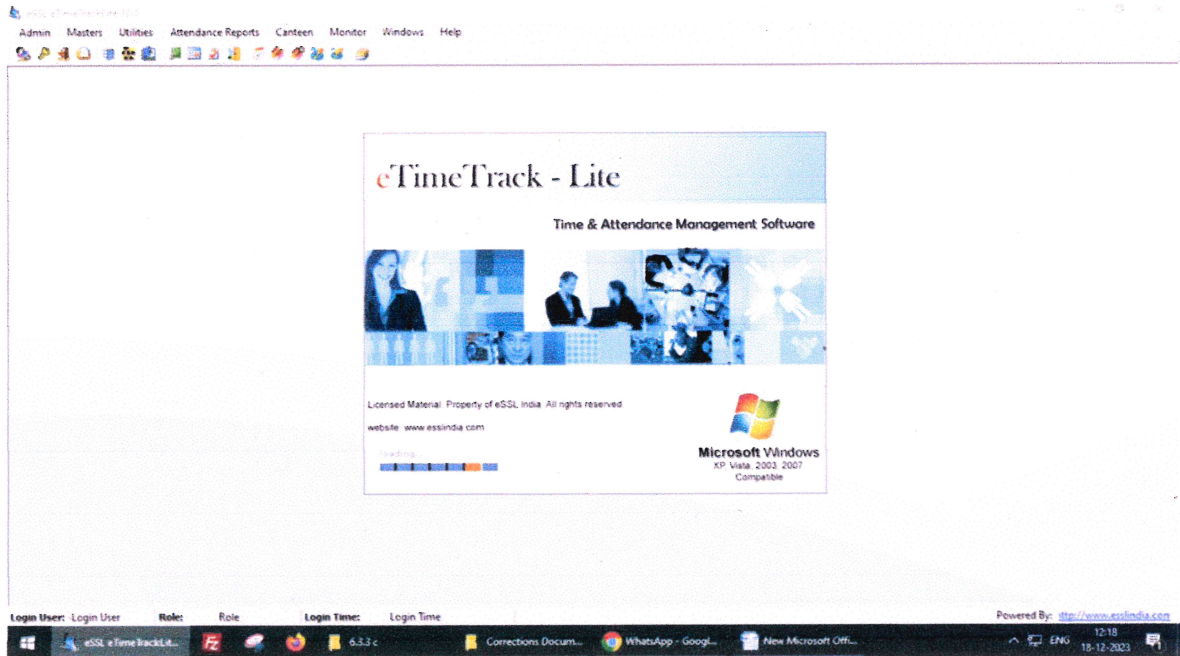 Admin Masters Utilities Attendance Reports Canteen Monitor Windows Help
eTimeTrack - Lite
Time & Attendance Management Software
Licensed Material. Property of eSSL India. All rights reserved
website: www.esslindia.com
loading...
Microsoft Windows
XP, Vista, 2003, 2007
Compatible
Login User: Login User Role: Role Login Time: Login Time Powered By: http://www.esslindia.com
eSSL eTimeTrackLit... Fz 6.3.3 c Corrections Docum... WhatsApp - Googl... New Microsoft Offi... ENG 12:18
18-12-2023